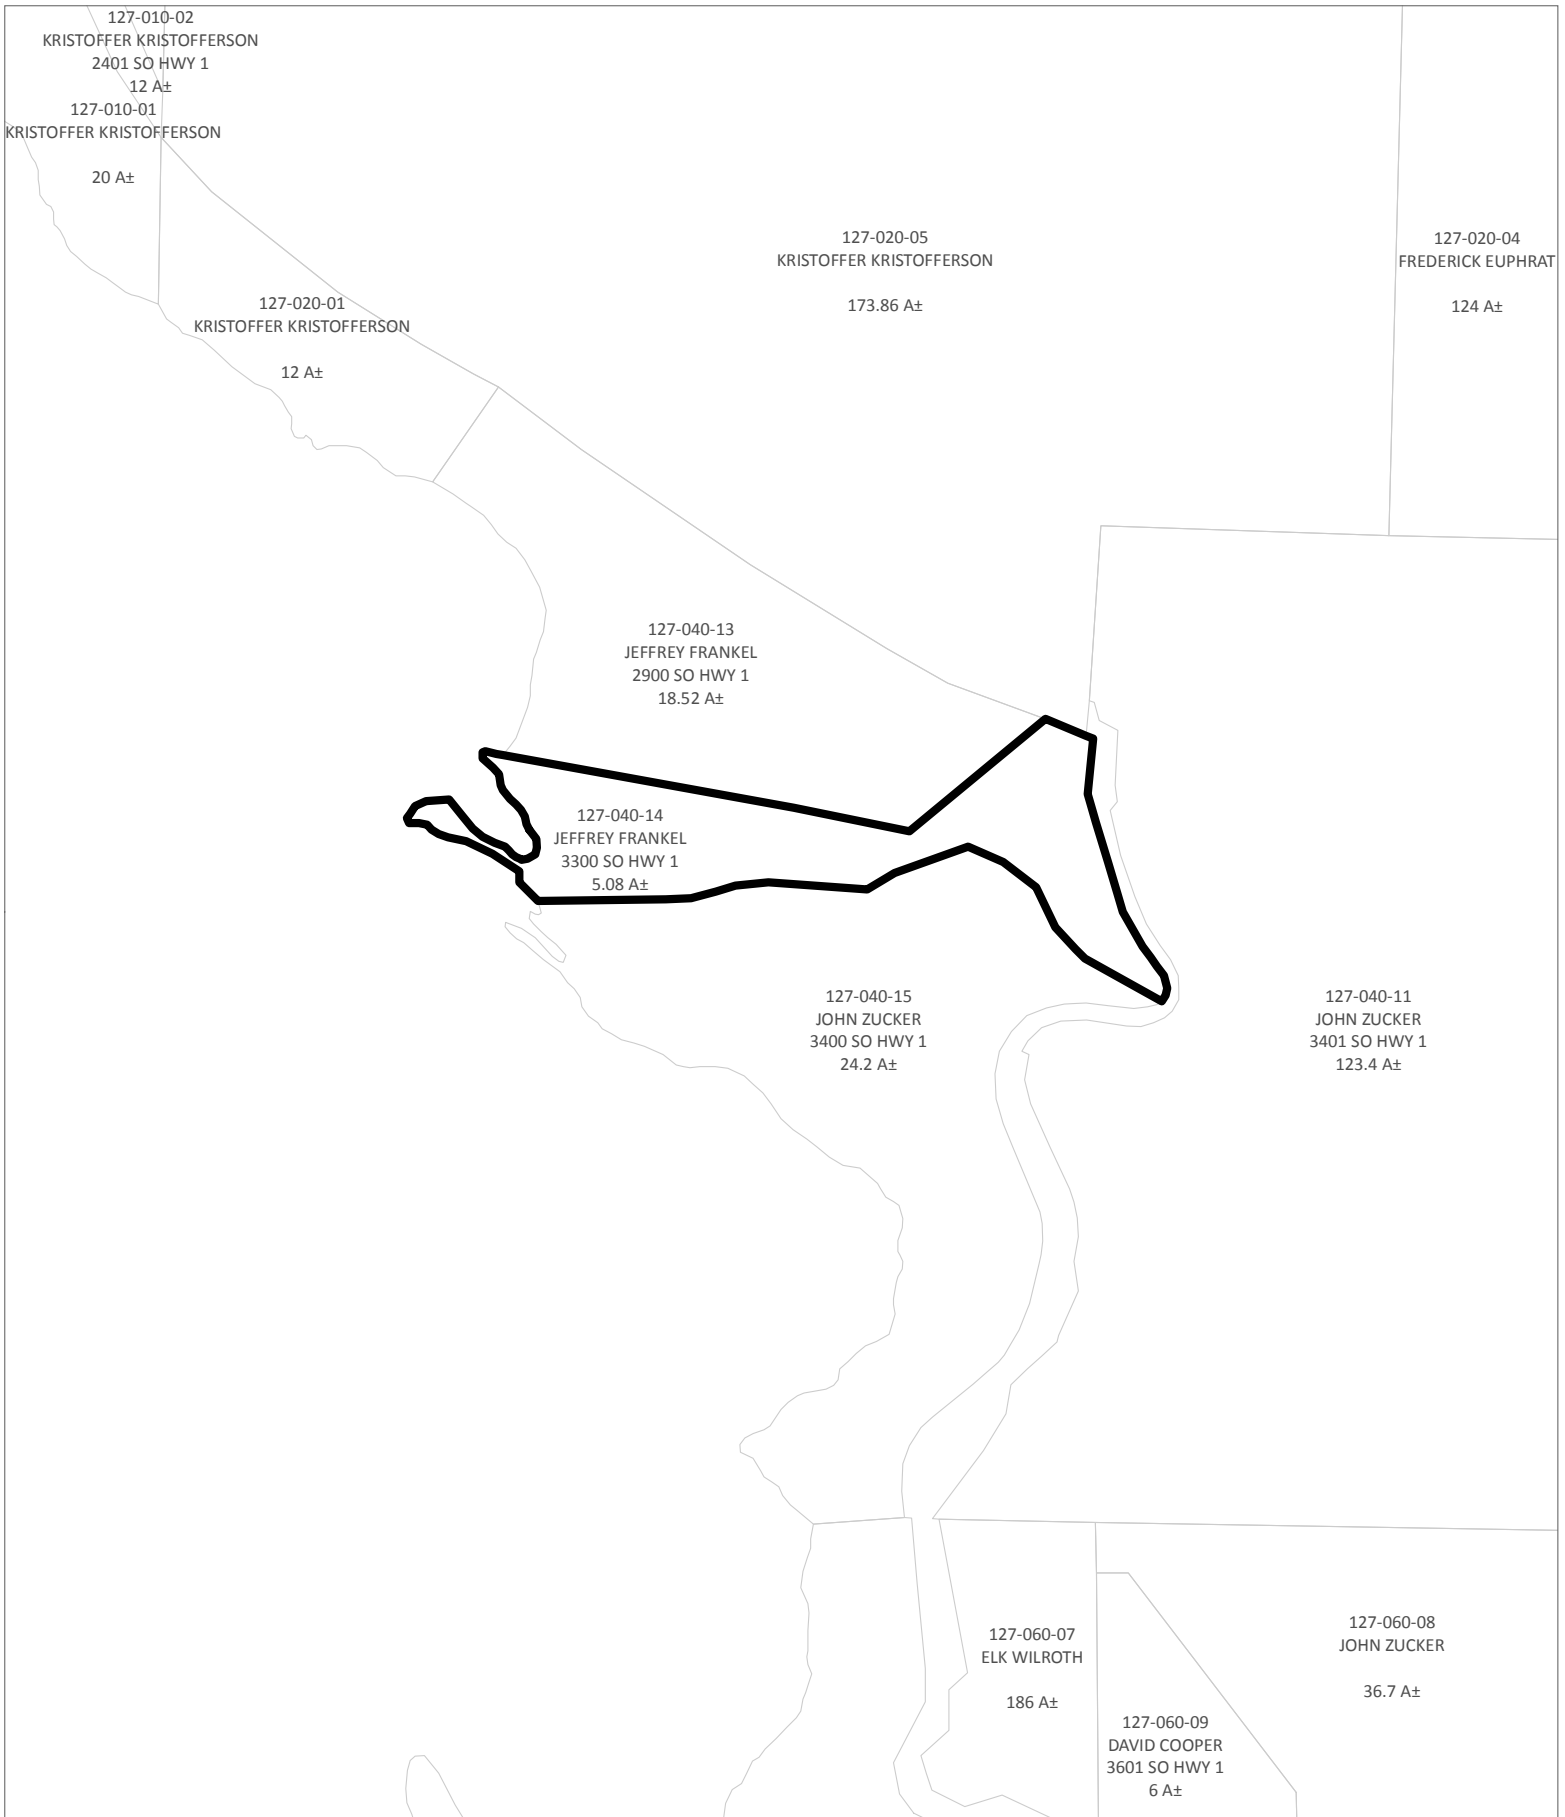 127-010-02
KRISTOFFER KRISTOFFERSON
2401 SO HWY 1
12 A±
127-010-01
KRISTOFFER KRISTOFFERSON
20 A±
127-020-05
KRISTOFFER KRISTOFFERSON
173.86 A±
127-020-04
FREDERICK EUPHRAT
124 A±
127-020-01
KRISTOFFER KRISTOFFERSON
12 A±
127-040-13
JEFFREY FRANKEL
2900 SO HWY 1
18.52 A±
127-040-14
JEFFREY FRANKEL
3300 SO HWY 1
5.08 A±
127-040-15
JOHN ZUCKER
3400 SO HWY 1
24.2 A±
127-040-11
JOHN ZUCKER
3401 SO HWY 1
123.4 A±
127-060-07
ELK WILROTH
186 A±
127-060-08
JOHN ZUCKER
36.7 A±
127-060-09
DAVID COOPER
3601 SO HWY 1
6 A±